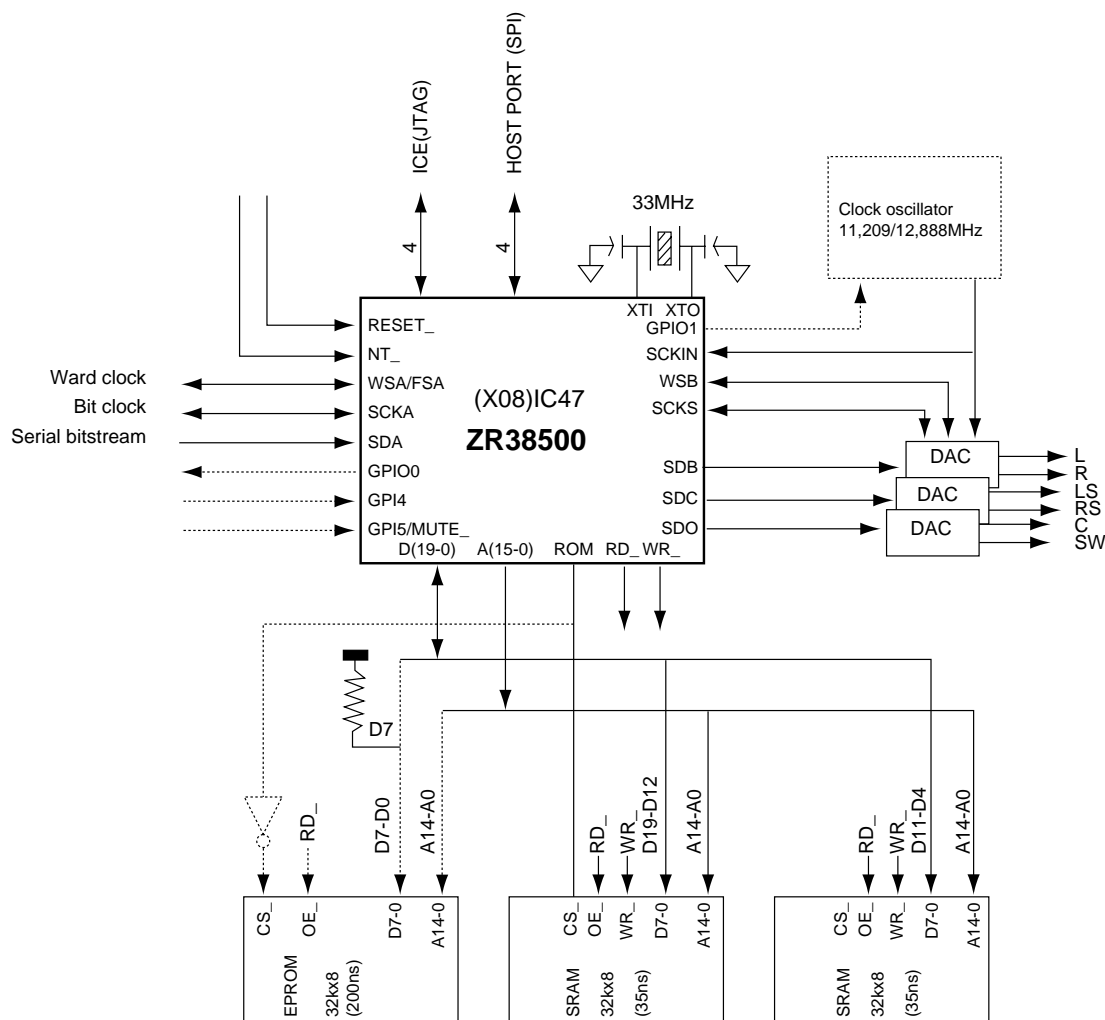 ICE(JTAG)
HOST PORT (SPI)
4
4
33MHz
Clock oscillator
11,209/12,888MHz
XTI XTO
GPIO1
RESET_
SCKIN
NT_
Ward clock
WSA/FSA
WSB
Bit clock
SCKA
(X08)IC47
SCKS
Serial bitstream
SDA
ZR38500
GPIO0
SDB
GPI4
SDC
GPI5/MUTE_
SDO
DAC
DAC
DAC
L
R
LS
RS
C
SW
D(19-0) A(15-0) ROM RD_ WR_
D7
RD_
D7-D0
A14-A0
RD_
WR_
D19-D12
A14-A0
RD_
WR_
D11-D4
A14-A0
CS_
OE_
D7-0
A14-0
EPROM
32kx8
(200ns)
CS_
OE_
WR_
D7-0
A14-0
SRAM
32kx8
(35ns)
CS_
OE_
WR_
D7-0
A14-0
SRAM
32kx8
(35ns)